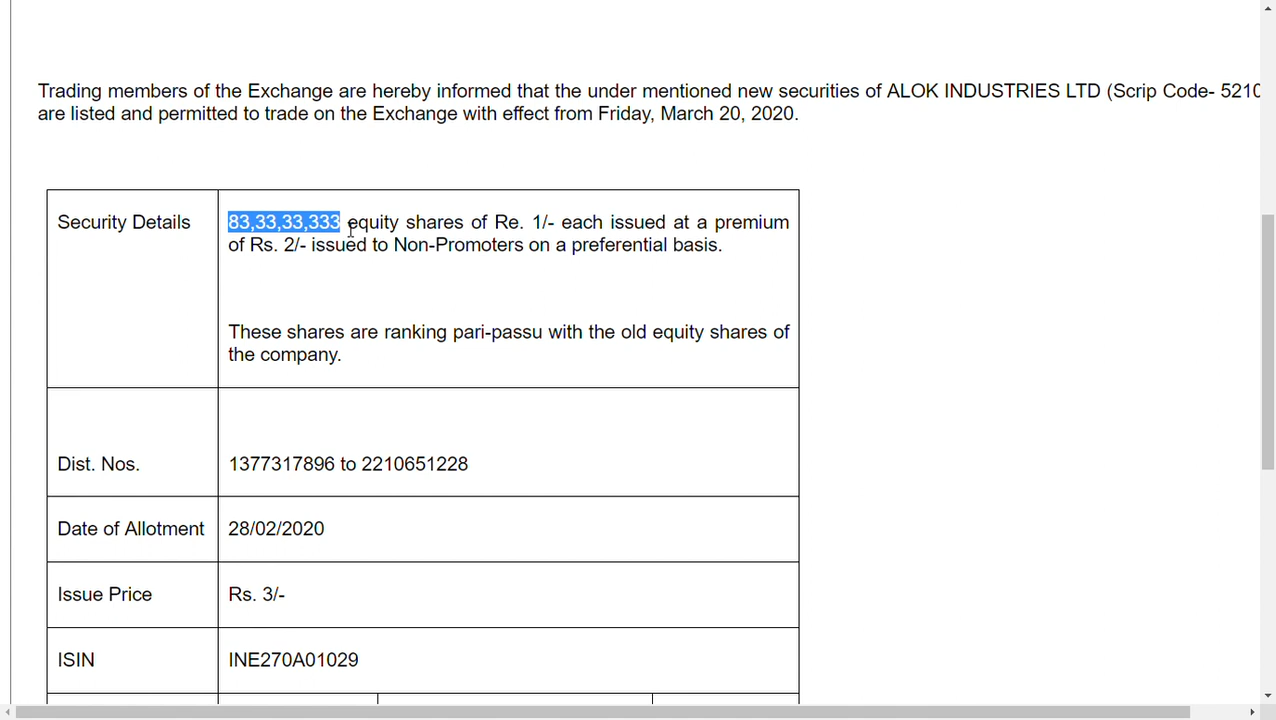 Trading members of the Exchange are hereby informed that the under mentioned new securities of ALOK INDUSTRIES LTD (Scrip Code- 5210
are listed and permitted to trade on the Exchange with effect from Friday, March 20, 2020.
Security Details
83,33,33,333 equity shares of Re. 1/- each issued at a premium
of Rs. 2/- issued to Non-Promoters on a preferential basis.
These shares are ranking pari-passu with the old equity shares of
the company.
Dist. Nos.
1377317896 to 2210651228
Date of Allotment
28/02/2020
Issue Price
Rs. 3/-
ISIN
INE270A01029